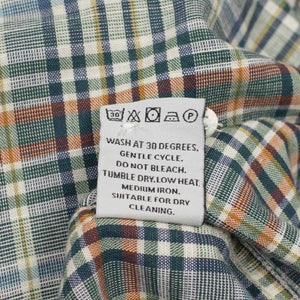 30 P
WASH AT 30 DEGREES,
GENTLE CYCLE.
DO NOT BLEACH.
TUMBLE DRY.LOW HEAT,
MEDIUM IRON.
SUITABLE FOR DRY
CLEANING.